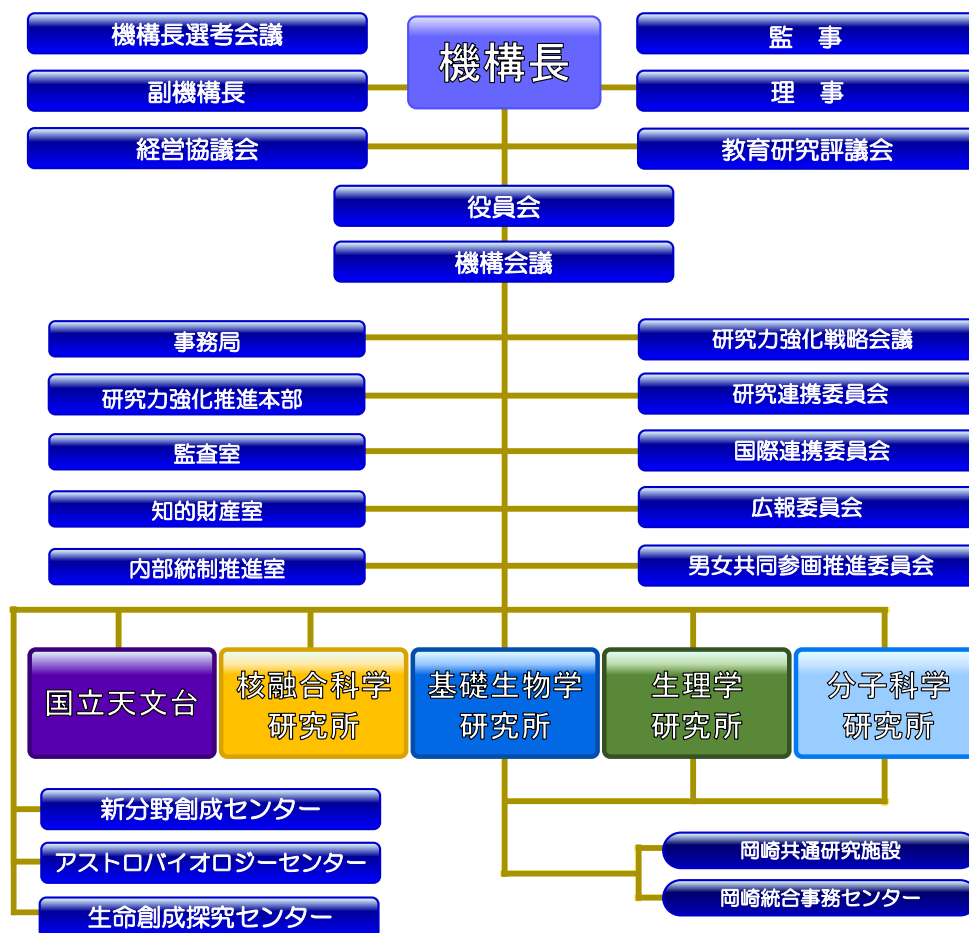 機構長選考会議
機構長
監　事
副機構長
理　事
経営協議会
教育研究評議会
役員会
機構会議
事務局
研究力強化戦略会議
研究力強化推進本部
研究連携委員会
監査室
国際連携委員会
知的財産室
広報委員会
内部統制推進室
男女共同参画推進委員会
国立天文台
核融合科学
研究所
基礎生物学
研究所
生理学
研究所
分子科学
研究所
新分野創成センター
アストロバイオロジーセンター
生命創成探究センター
岡崎共通研究施設
岡崎統合事務センター